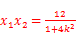 x₁x₂ = 12/(1+4k²)